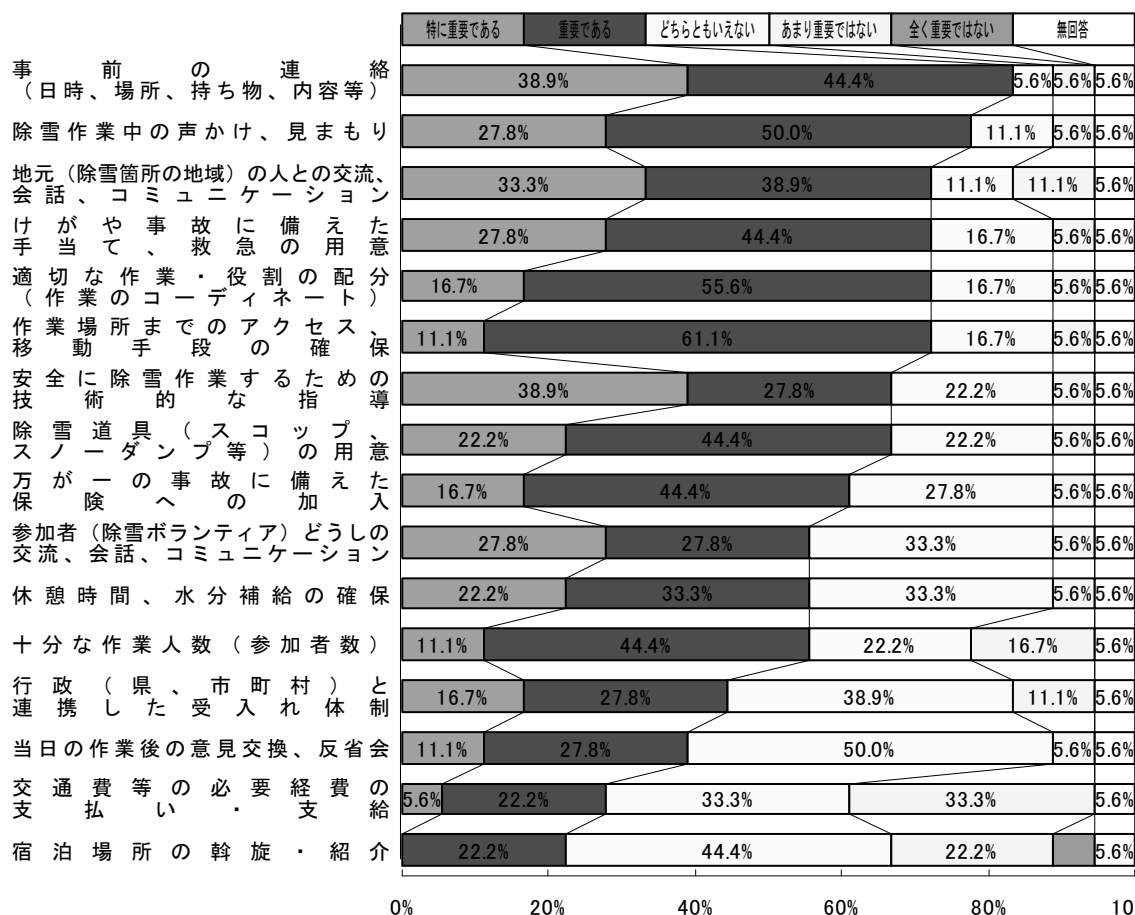 特に重要である 重要である どちらともいえない あまり重要ではない 全く重要ではない 無回答
事前の連絡
（日時、場所、持ち物、内容等）
38.9% 44.4% 5.6% 5.6% 5.6%
除雪作業中の声かけ、見まもり
27.8% 50.0% 11.1% 5.6% 5.6%
地元（除雪箇所の地域）の人との交流、
会話、コミュニケーション
33.3% 38.9% 11.1% 11.1% 5.6%
けがや事故に備えた
手当て、救急の用意
27.8% 44.4% 16.7% 5.6% 5.6%
適切な作業・役割の配分
（作業のコーディネート）
16.7% 55.6% 16.7% 5.6% 5.6%
作業場所までのアクセス、
移動手段の確保
11.1% 61.1% 16.7% 5.6% 5.6%
安全に除雪作業するための
技術的な指導
38.9% 27.8% 22.2% 5.6% 5.6%
除雪道具（スコップ、
スノーダンプ等）の用意
22.2% 44.4% 22.2% 5.6% 5.6%
万が一の事故に備えた
保険への加入
16.7% 44.4% 27.8% 5.6% 5.6%
参加者（除雪ボランティア）どうしの
交流、会話、コミュニケーション
27.8% 27.8% 33.3% 5.6% 5.6%
休憩時間、水分補給の確保
22.2% 33.3% 33.3% 5.6% 5.6%
十分な作業人数（参加者数）
11.1% 44.4% 22.2% 16.7% 5.6%
行政（県、市町村）と
連携した受入れ体制
16.7% 27.8% 38.9% 11.1% 5.6%
当日の作業後の意見交換、反省会
11.1% 27.8% 50.0% 5.6% 5.6%
交通費等の必要経費の
支払い・支給
5.6% 22.2% 33.3% 33.3% 5.6%
宿泊場所の斡旋・紹介
22.2% 44.4% 22.2% 5.6%
0% 20% 40% 60% 80% 10